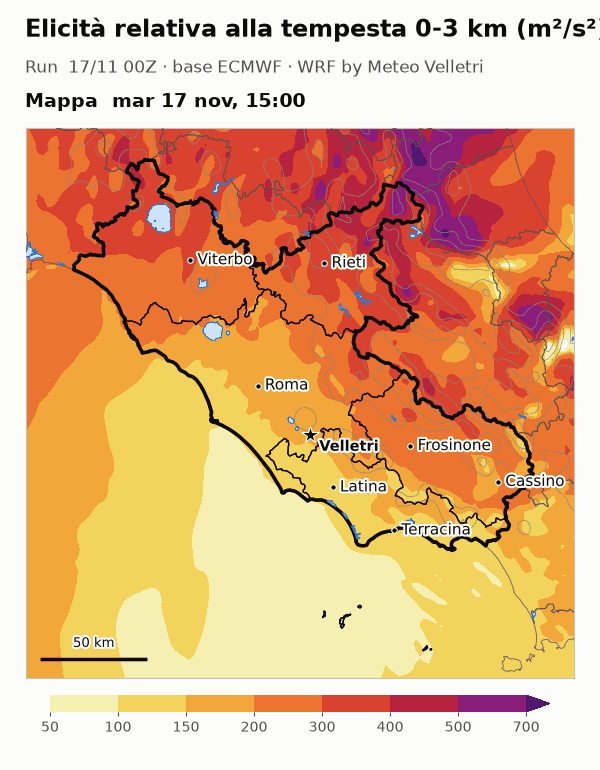 Elicità relativa alla tempesta 0-3 km (m²/s²)
Run 17/11 00Z · base ECMWF · WRF by Meteo Velletri
Mappa mar 17 nov, 15:00
Viterbo
Rieti
Roma
Velletri
Frosinone
Latina
Cassino
Terracina
50 km
50 100 150 200 300 400 500 700